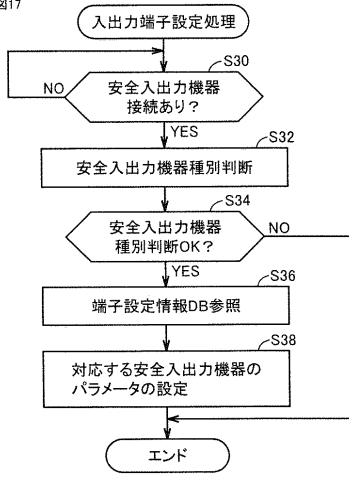 図17
入出力端子設定処理
S30
NO
安全入出力機器
接続あり？
YES
S32
安全入出力機器種別判断
S34
安全入出力機器
種別判断OK？
NO
YES
S36
端子設定情報DB参照
S38
対応する安全入出力機器の
パラメータの設定
エンド